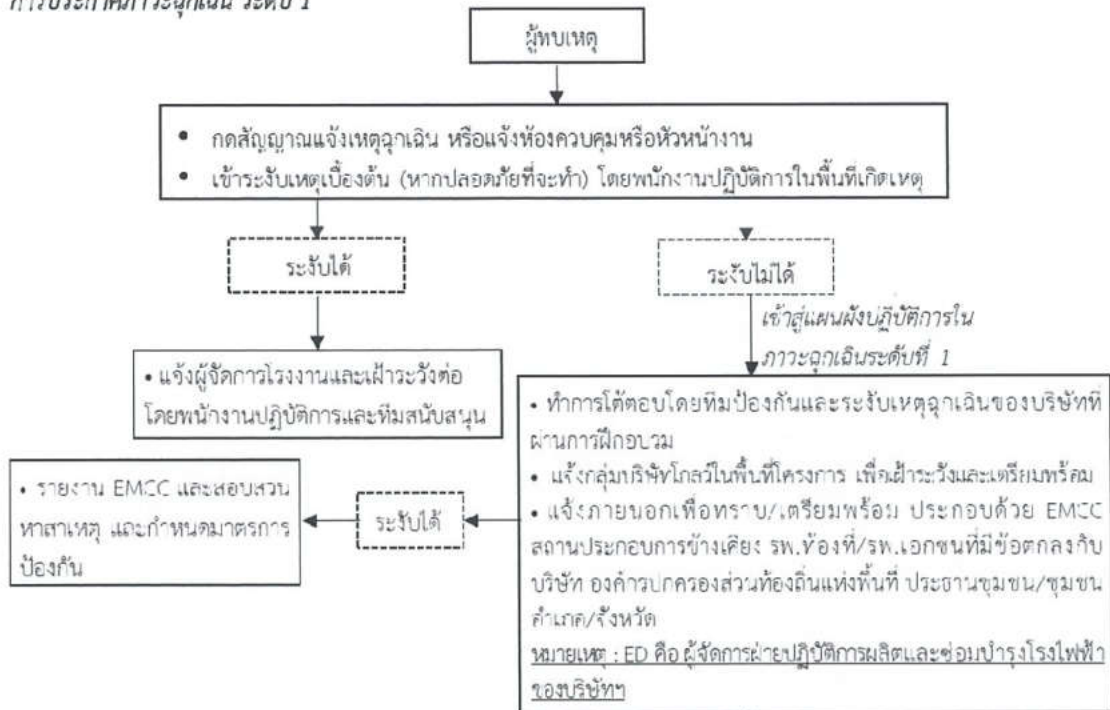 การประกาศภาวะฉุกเฉิน ระดับ 1
ผู้พบเหตุ
• กดสัญญาณแจ้งเหตุฉุกเฉิน หรือแจ้งห้องควบคุมหรือหัวหน้างาน
• เข้าระงับเหตุเบื้องต้น (หากปลอดภัยที่จะทำ) โดยพนักงานปฏิบัติการในพื้นที่เกิดเหตุ
ระงับได้
ระงับไม่ได้
เข้าสู่แผนผังปฏิบัติการใน
ภาวะฉุกเฉินระดับที่ 1
• แจ้งผู้จัดการโรงงานและเฝ้าระวังต่อ
โดยพนักงานปฏิบัติการและทีมสนับสนุน
• ทำการโต้ตอบโดยทีมป้องกันและระงับเหตุฉุกเฉินของบริษัทที่
ผ่านการฝึกอบรม
• แจ้งกลุ่มบริษัทโกลว์ในพื้นที่โครงการ เพื่อเฝ้าระวังและเตรียมพร้อม
• แจ้งภายนอกเพื่อทราบ/เตรียมพร้อม ประกอบด้วย EMCC
สถานประกอบการข้างเคียง รพ.ท้องที่/รพ.เอกชนที่มีข้อตกลงกับ
บริษัท องค์กรปกครองส่วนท้องถิ่นแห่งพื้นที่ ประธานชุมชน/ชุมชน
อำเภอ/จังหวัด
หมายเหตุ : ED คือ ผู้จัดการฝ่ายปฏิบัติการผลิตและซ่อมบำรุงโรงไฟฟ้า
ของบริษัทฯ
ระงับได้
• รายงาน EMCC และสอบสวน
หาสาเหตุ และกำหนดมาตรการ
ป้องกัน